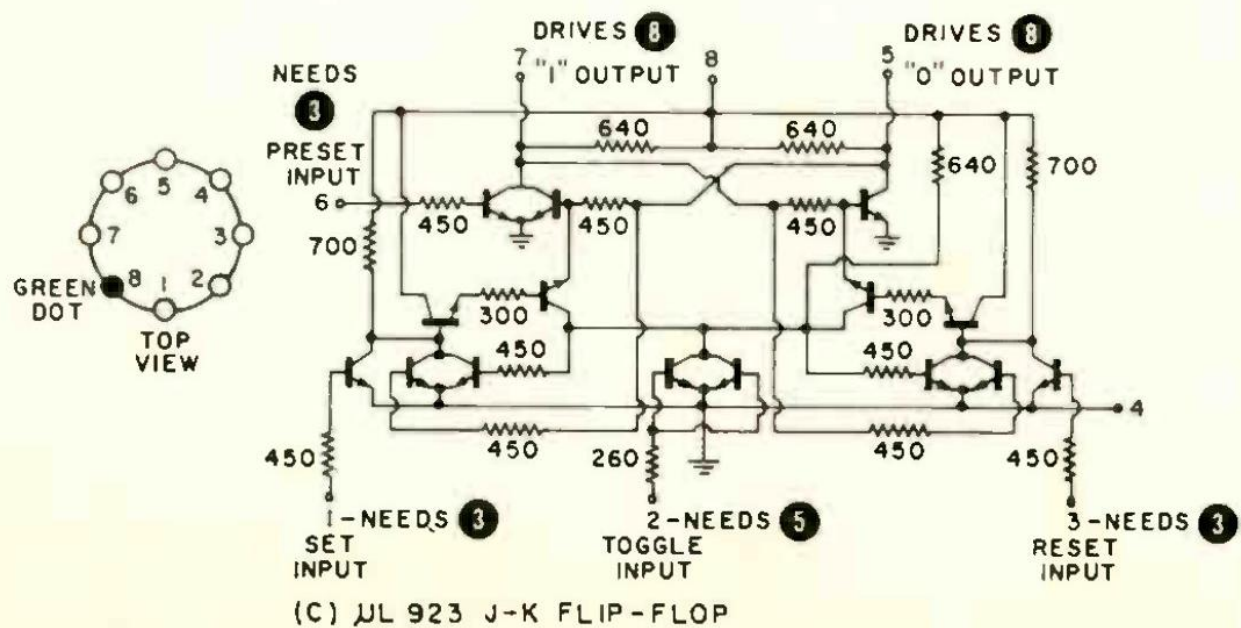 DRIVES 8
7 "1" OUTPUT
8
DRIVES 8
5 "0" OUTPUT
NEEDS
3
PRESET
INPUT
6
640
640
640
700
450
450
450
700
5
6
4
7
3
8
1
2
GREEN
DOT
TOP
VIEW
300
300
450
450
4
450
450
260
450
450
1-NEEDS 3
SET
INPUT
2-NEEDS 5
TOGGLE
INPUT
3-NEEDS 3
RESET
INPUT
(C) µL 923 J-K FLIP-FLOP